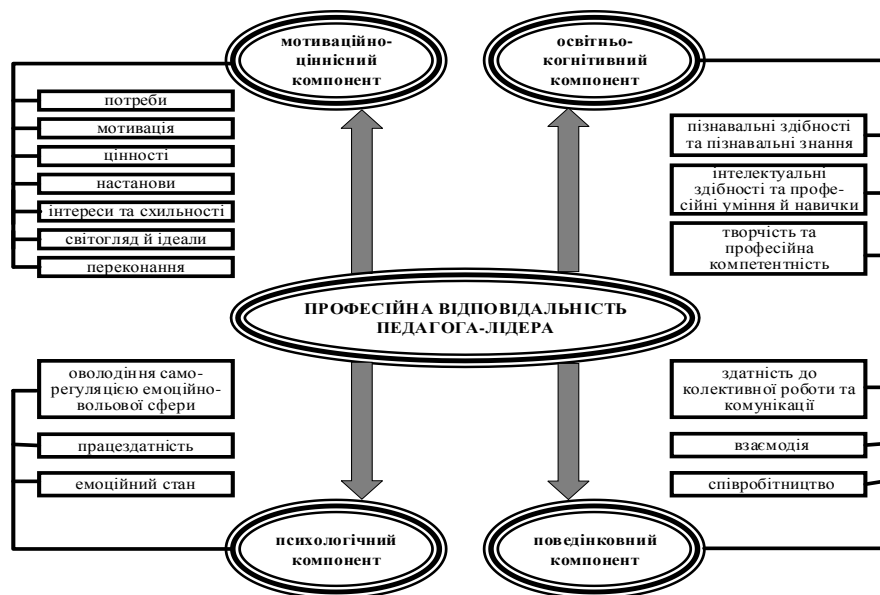 мотиваційно-
ціннісний
компонент
освітньо-
когнітивний
компонент
потреби
мотивація
цінності
настанови
інтереси та схильності
світогляд й ідеали
переконання
пізнавальні здібності
та пізнавальні знання
інтелектуальні
здібності та профе-
сійні уміння й навички
творчість та
професійна
компетентність
ПРОФЕСІЙНА ВІДПОВІДАЛЬНІСТЬ
ПЕДАГОГА-ЛІДЕРА
оволодіння само-
регуляцією емоційно-
вольової сфери
працездатність
емоційний стан
здатність до
колективної роботи та
комунікації
взаємодія
співробітництво
психологічний
компонент
поведінковний
компонент